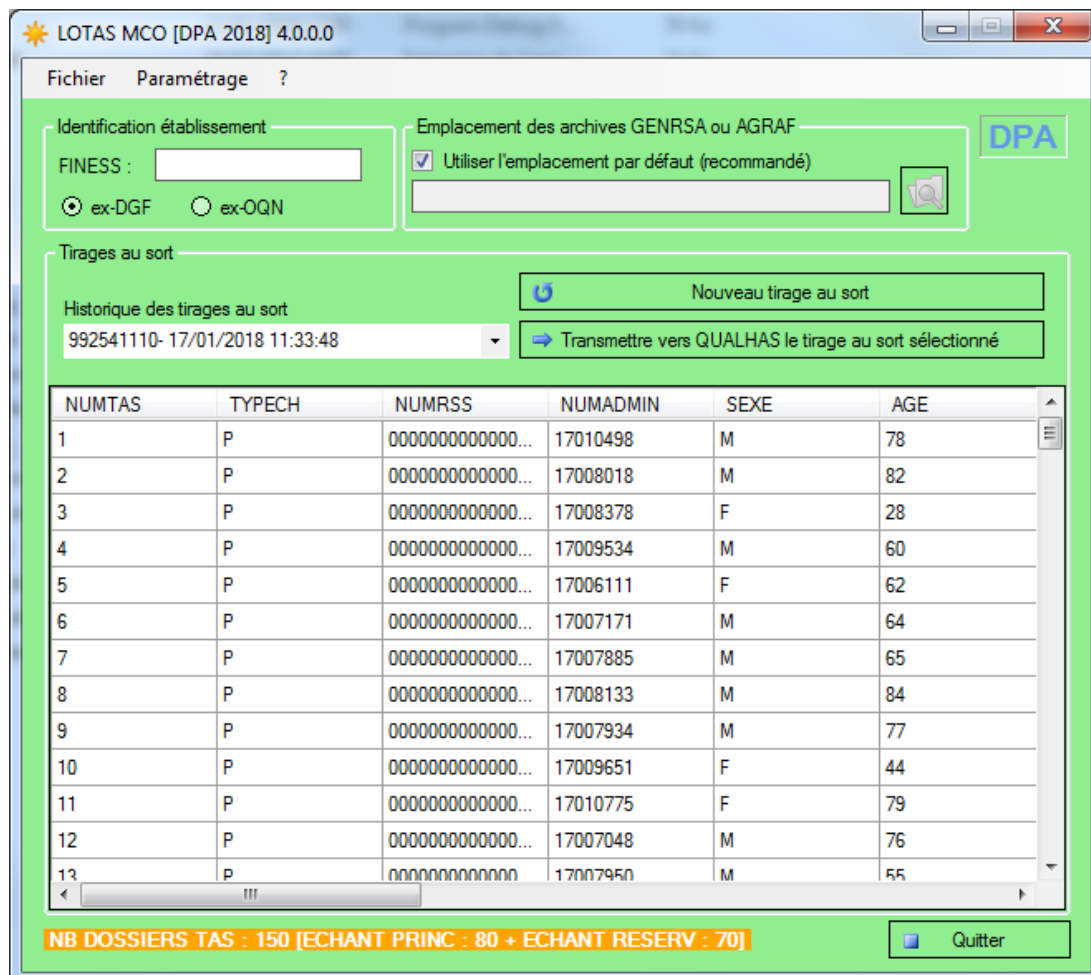 LOTAS MCO [DPA 2018] 4.0.0.0
Fichier Paramétrage ?
Identification établissement
FINESS :
ex-DGF ex-OQN
Emplacement des archives GENRSA ou AGRAF
Utiliser l'emplacement par défaut (recommandé)
DPA
Tirages au sort
Historique des tirages au sort
992541110- 17/01/2018 11:33:48
Nouveau tirage au sort
Transmettre vers QUALHAS le tirage au sort sélectionné
NUMTAS TYPECH NUMRSS NUMADMIN SEXE AGE
1 P 0000000000000... 17010498 M 78
2 P 0000000000000... 17008018 M 82
3 P 0000000000000... 17008378 F 28
4 P 0000000000000... 17009534 M 60
5 P 0000000000000... 17006111 F 62
6 P 0000000000000... 17007171 M 64
7 P 0000000000000... 17007885 M 65
8 P 0000000000000... 17008133 M 84
9 P 0000000000000... 17007934 M 77
10 P 0000000000000... 17009651 F 44
11 P 0000000000000... 17010775 F 79
12 P 0000000000000... 17007048 M 76
13 P 0000000000000... 17007950 M 55
NB DOSSIERS TAS : 150 [ECHANT PRINC : 80 + ECHANT RESERV : 70]
Quitter